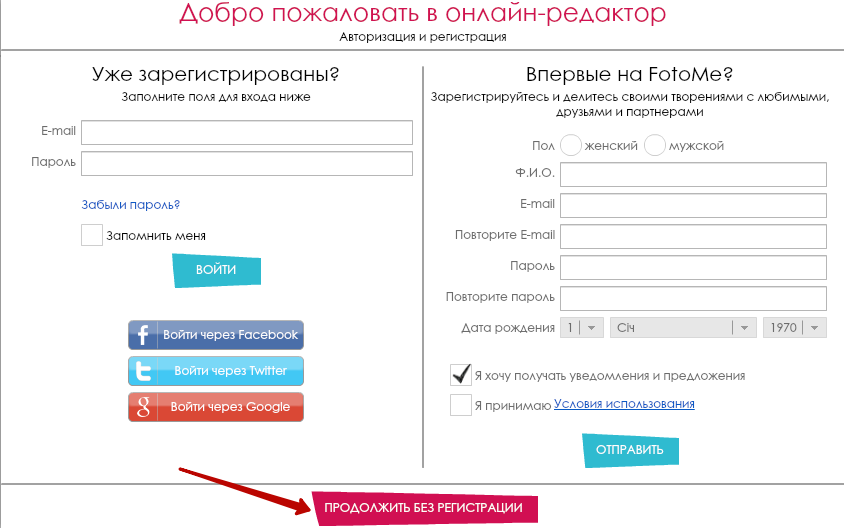 Добро пожаловать в онлайн-редактор
Авторизация и регистрация
Уже зарегистрированы?
Заполните поля для входа ниже
E-mail
Пароль
Забыли пароль?
Запомнить меня
ВОЙТИ
f Войти через Facebook
t Войти через Twitter
g Войти через Google
Впервые на FotoMe?
Зарегистрируйтесь и делитесь своими творениями с любимыми,
друзьями и партнерами
Пол женский мужской
Ф.И.О.
E-mail
Повторите E-mail
Пароль
Повторите пароль
Дата рождения 1 Січ 1970
Я хочу получать уведомления и предложения
Я принимаю Условия использования
ОТПРАВИТЬ
ПРОДОЛЖИТЬ БЕЗ РЕГИСТРАЦИИ